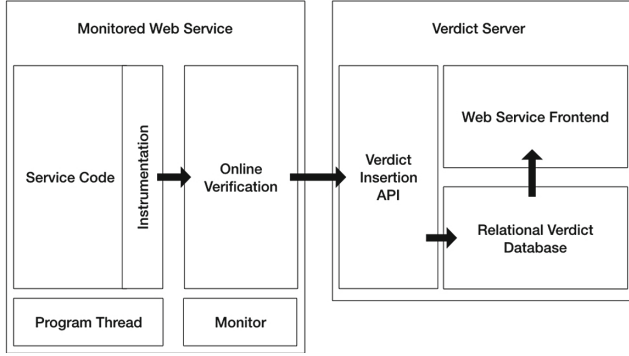 Monitored Web Service
Service Code
Instrumentation
Online
Verification
Program Thread
Monitor
Verdict Server
Verdict
Insertion
API
Web Service Frontend
Relational Verdict
Database